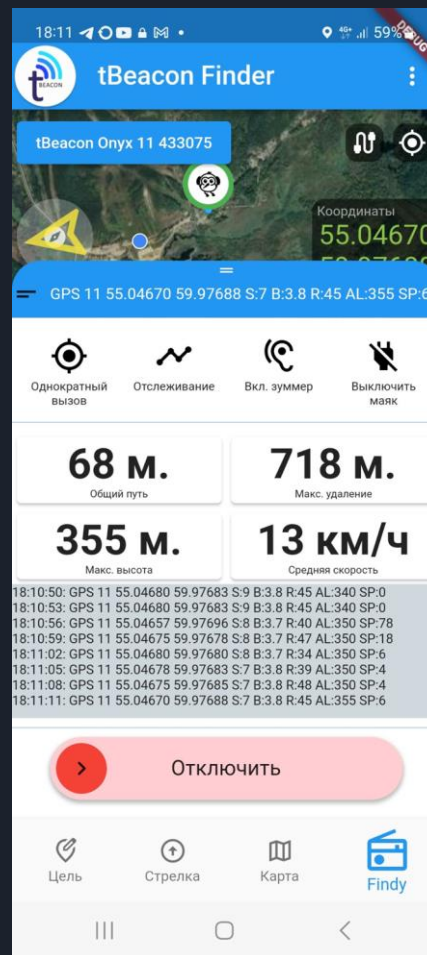 18:11
4G+
59%
DEBUG
tBEACON
tBeacon Finder
tBeacon Onyx 11 433075
Координаты
55.04670
GPS 11 55.04670 59.97688 S:7 B:3.8 R:45 AL:355 SP:6
Однократный вызов
Отслеживание
Вкл. зуммер
Выключить маяк
68 м.
Общий путь
718 м.
Макс. удаление
355 м.
Макс. высота
13 км/ч
Средняя скорость
18:10:50: GPS 11 55.04680 59.97683 S:9 B:3.8 R:45 AL:340 SP:0
18:10:53: GPS 11 55.04680 59.97683 S:9 B:3.8 R:45 AL:340 SP:0
18:10:56: GPS 11 55.04657 59.97696 S:8 B:3.7 R:40 AL:350 SP:78
18:10:59: GPS 11 55.04675 59.97678 S:8 B:3.7 R:47 AL:350 SP:18
18:11:02: GPS 11 55.04680 59.97680 S:8 B:3.7 R:34 AL:350 SP:6
18:11:05: GPS 11 55.04678 59.97683 S:7 B:3.8 R:39 AL:350 SP:4
18:11:08: GPS 11 55.04675 59.97685 S:7 B:3.8 R:48 AL:350 SP:4
18:11:11: GPS 11 55.04670 59.97688 S:7 B:3.8 R:45 AL:355 SP:6
Отключить
Цель
Стрелка
Карта
Findy